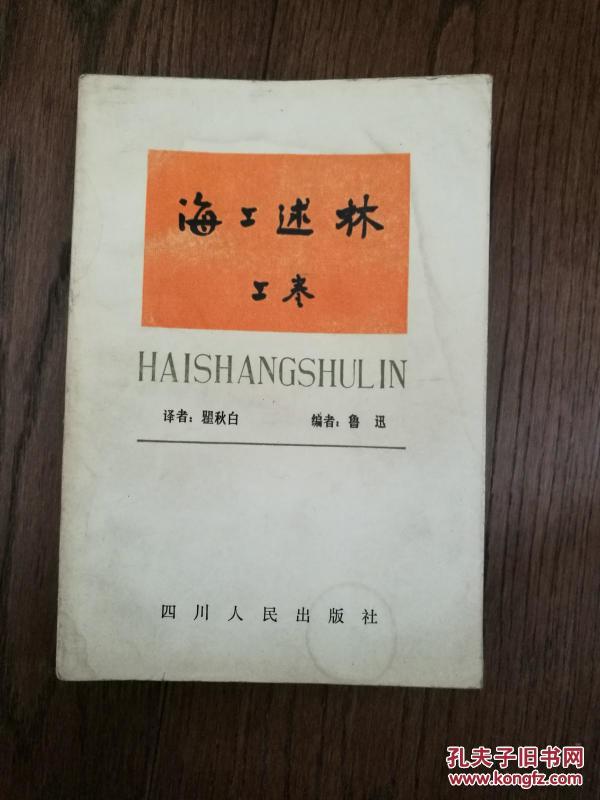 海上述林
上卷
HAISHANGSHULIN
译者：瞿秋白 编者：鲁 迅
四川人民出版社
孔夫子旧书网
www.kongfz.com